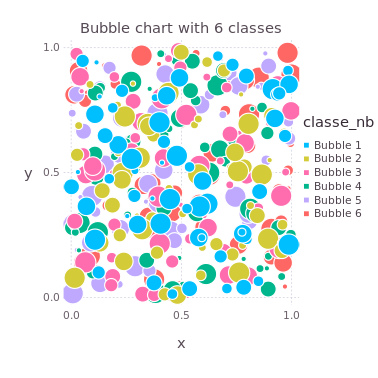 Bubble chart with 6 classes
1.0
0.5
0.0
y
0.0
0.5
1.0
x
classe_nb
Bubble 1
Bubble 2
Bubble 3
Bubble 4
Bubble 5
Bubble 6